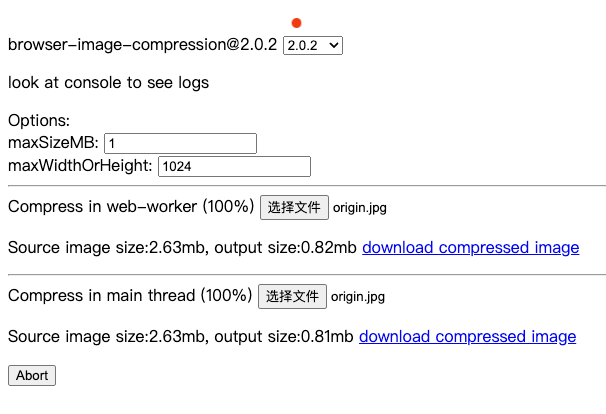 browser-image-compression@2.0.2 2.0.2
look at console to see logs
Options:
maxSizeMB: 1
maxWidthOrHeight: 1024
Compress in web-worker (100%) 选择文件 origin.jpg
Source image size:2.63mb, output size:0.82mb download compressed image
Compress in main thread (100%) 选择文件 origin.jpg
Source image size:2.63mb, output size:0.81mb download compressed image
Abort